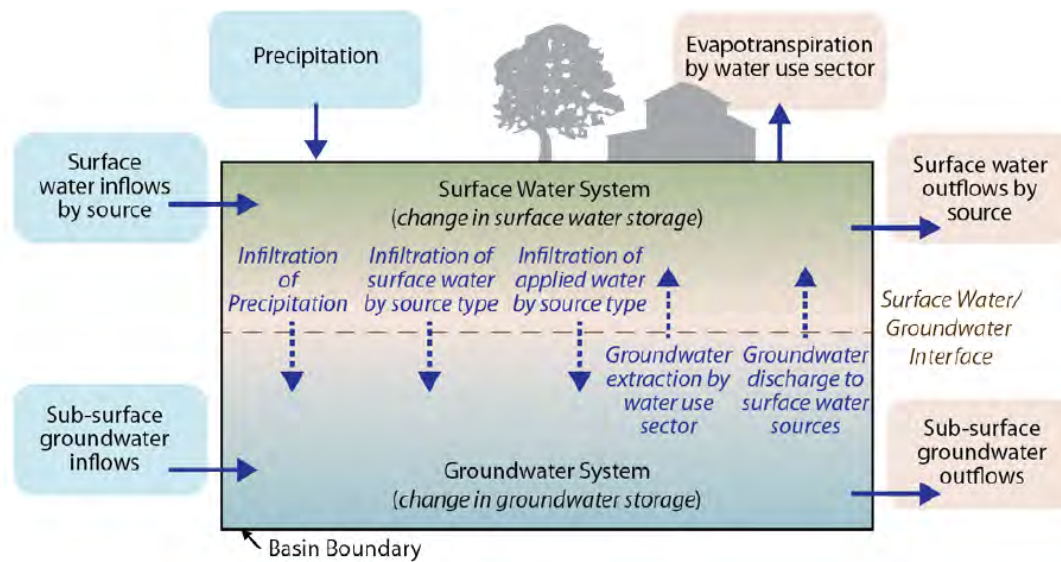 Precipitation
Evapotranspiration
by water use sector
Surface
water inflows
by source
Surface Water System
(change in surface water storage)
Surface water
outflows by
source
Infiltration
of
Precipitation
Infiltration of
surface water
by source type
Infiltration of
applied water
by source type
Surface Water/
Groundwater
Interface
Groundwater
extraction by
water use
sector
Groundwater
discharge to
surface water
sources
Sub-surface
groundwater
inflows
Groundwater System
(change in groundwater storage)
Sub-surface
groundwater
outflows
Basin Boundary